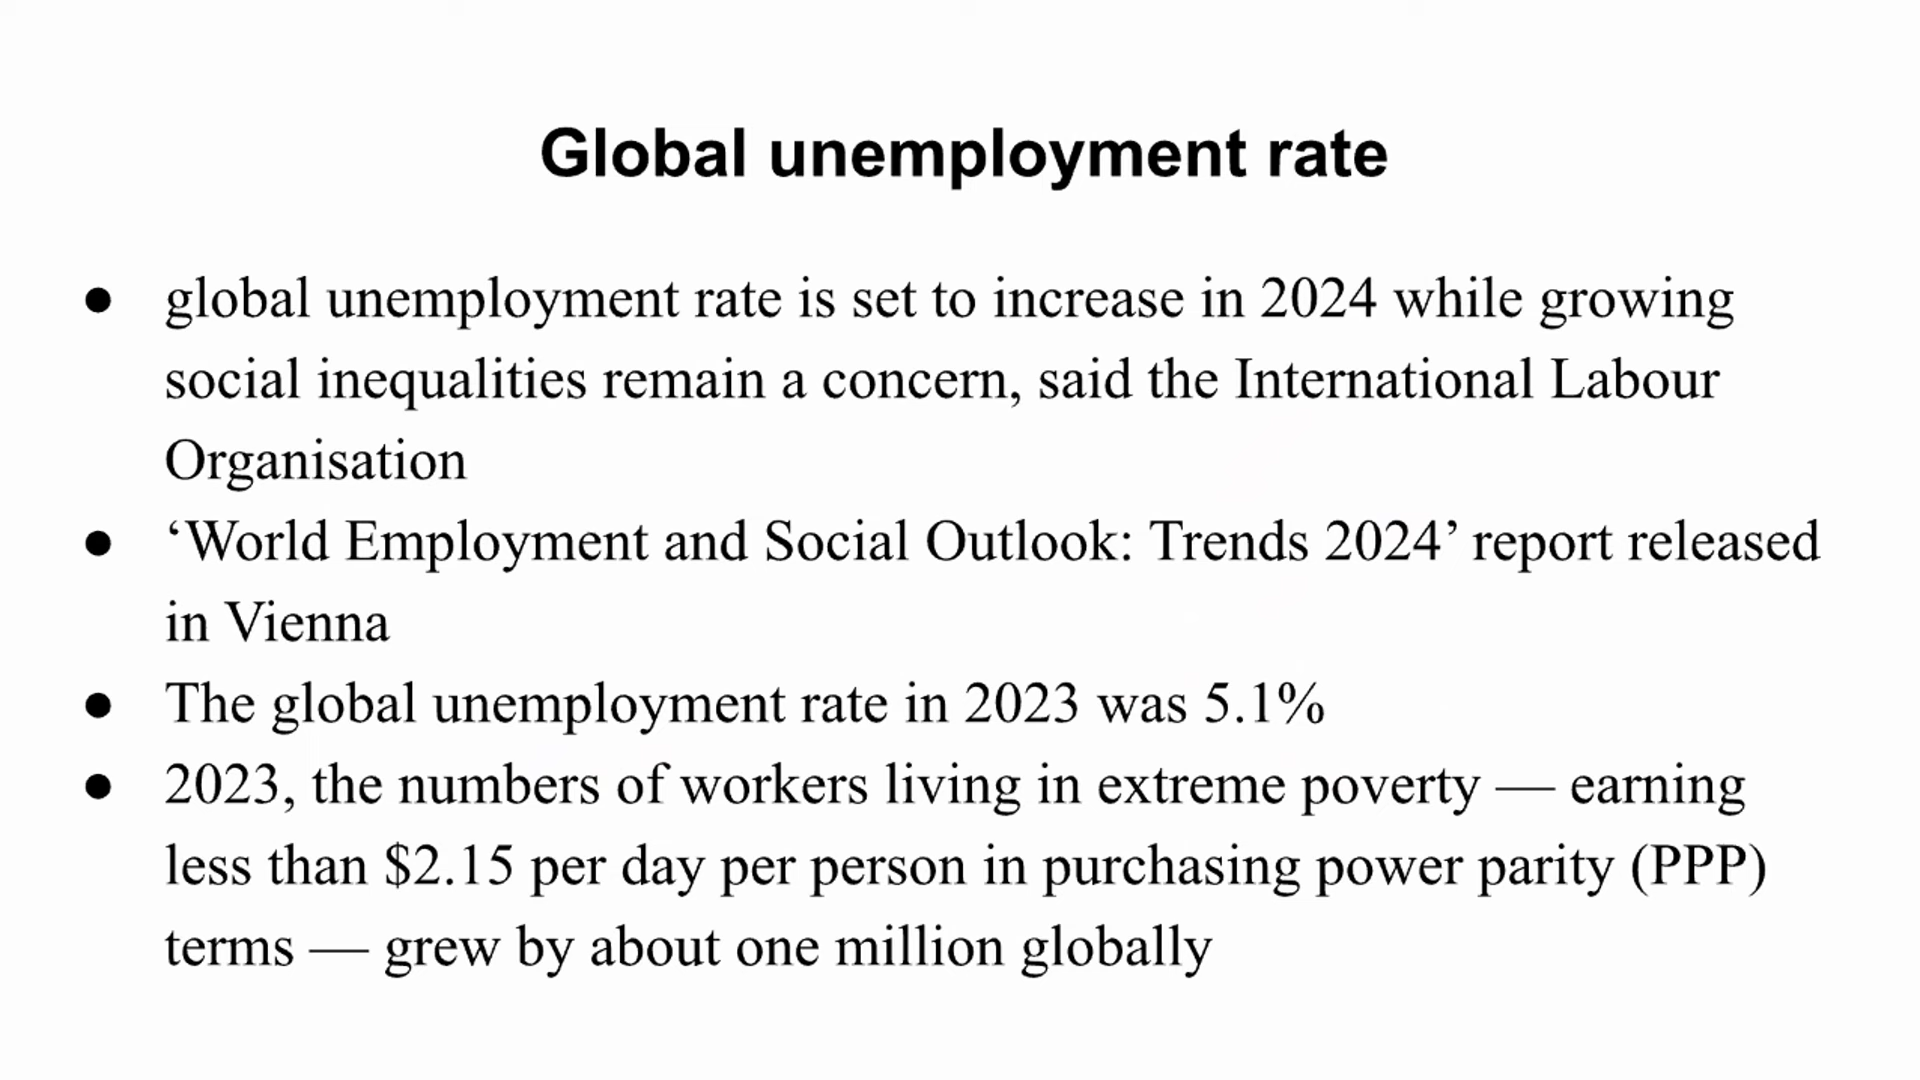 Global unemployment rate
● global unemployment rate is set to increase in 2024 while growing
social inequalities remain a concern, said the International Labour
Organisation
● ‘World Employment and Social Outlook: Trends 2024’ report released
in Vienna
● The global unemployment rate in 2023 was 5.1%
● 2023, the numbers of workers living in extreme poverty — earning
less than $2.15 per day per person in purchasing power parity (PPP)
terms — grew by about one million globally